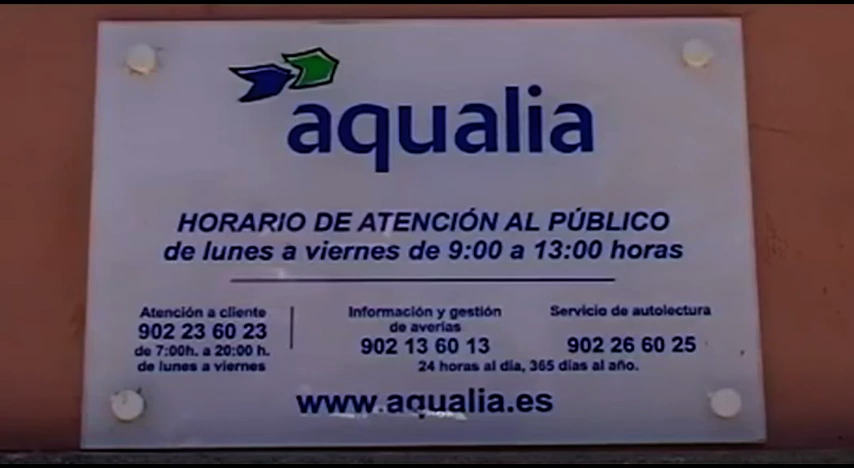 aqualia
HORARIO DE ATENCIÓN AL PÚBLICO
de lunes a viernes de 9:00 a 13:00 horas
Atención a cliente
902 23 60 23
de 7:00h. a 20:00 h.
de lunes a viernes
Información y gestión
de averías
902 13 60 13
Servicio de autolectura
902 26 60 25
24 horas al día, 365 días al año.
www.aqualia.es